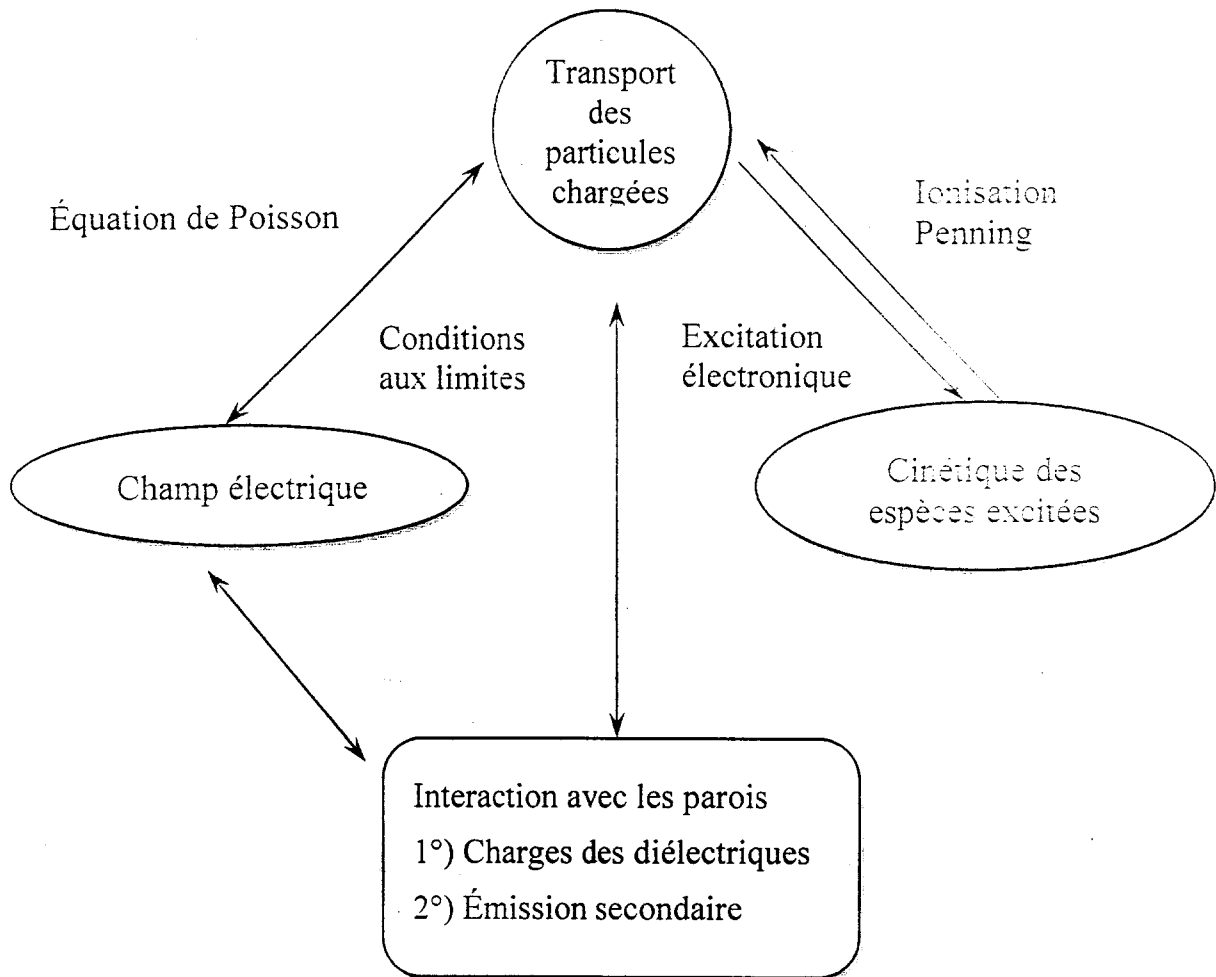 Transport
des
particules
chargées
Équation de Poisson
Ionisation
Penning
Conditions
aux limites
Excitation
électronique
Champ électrique
Cinétique des
espèces excitées
Interaction avec les parois
1°) Charges des diélectriques
2°) Émission secondaire